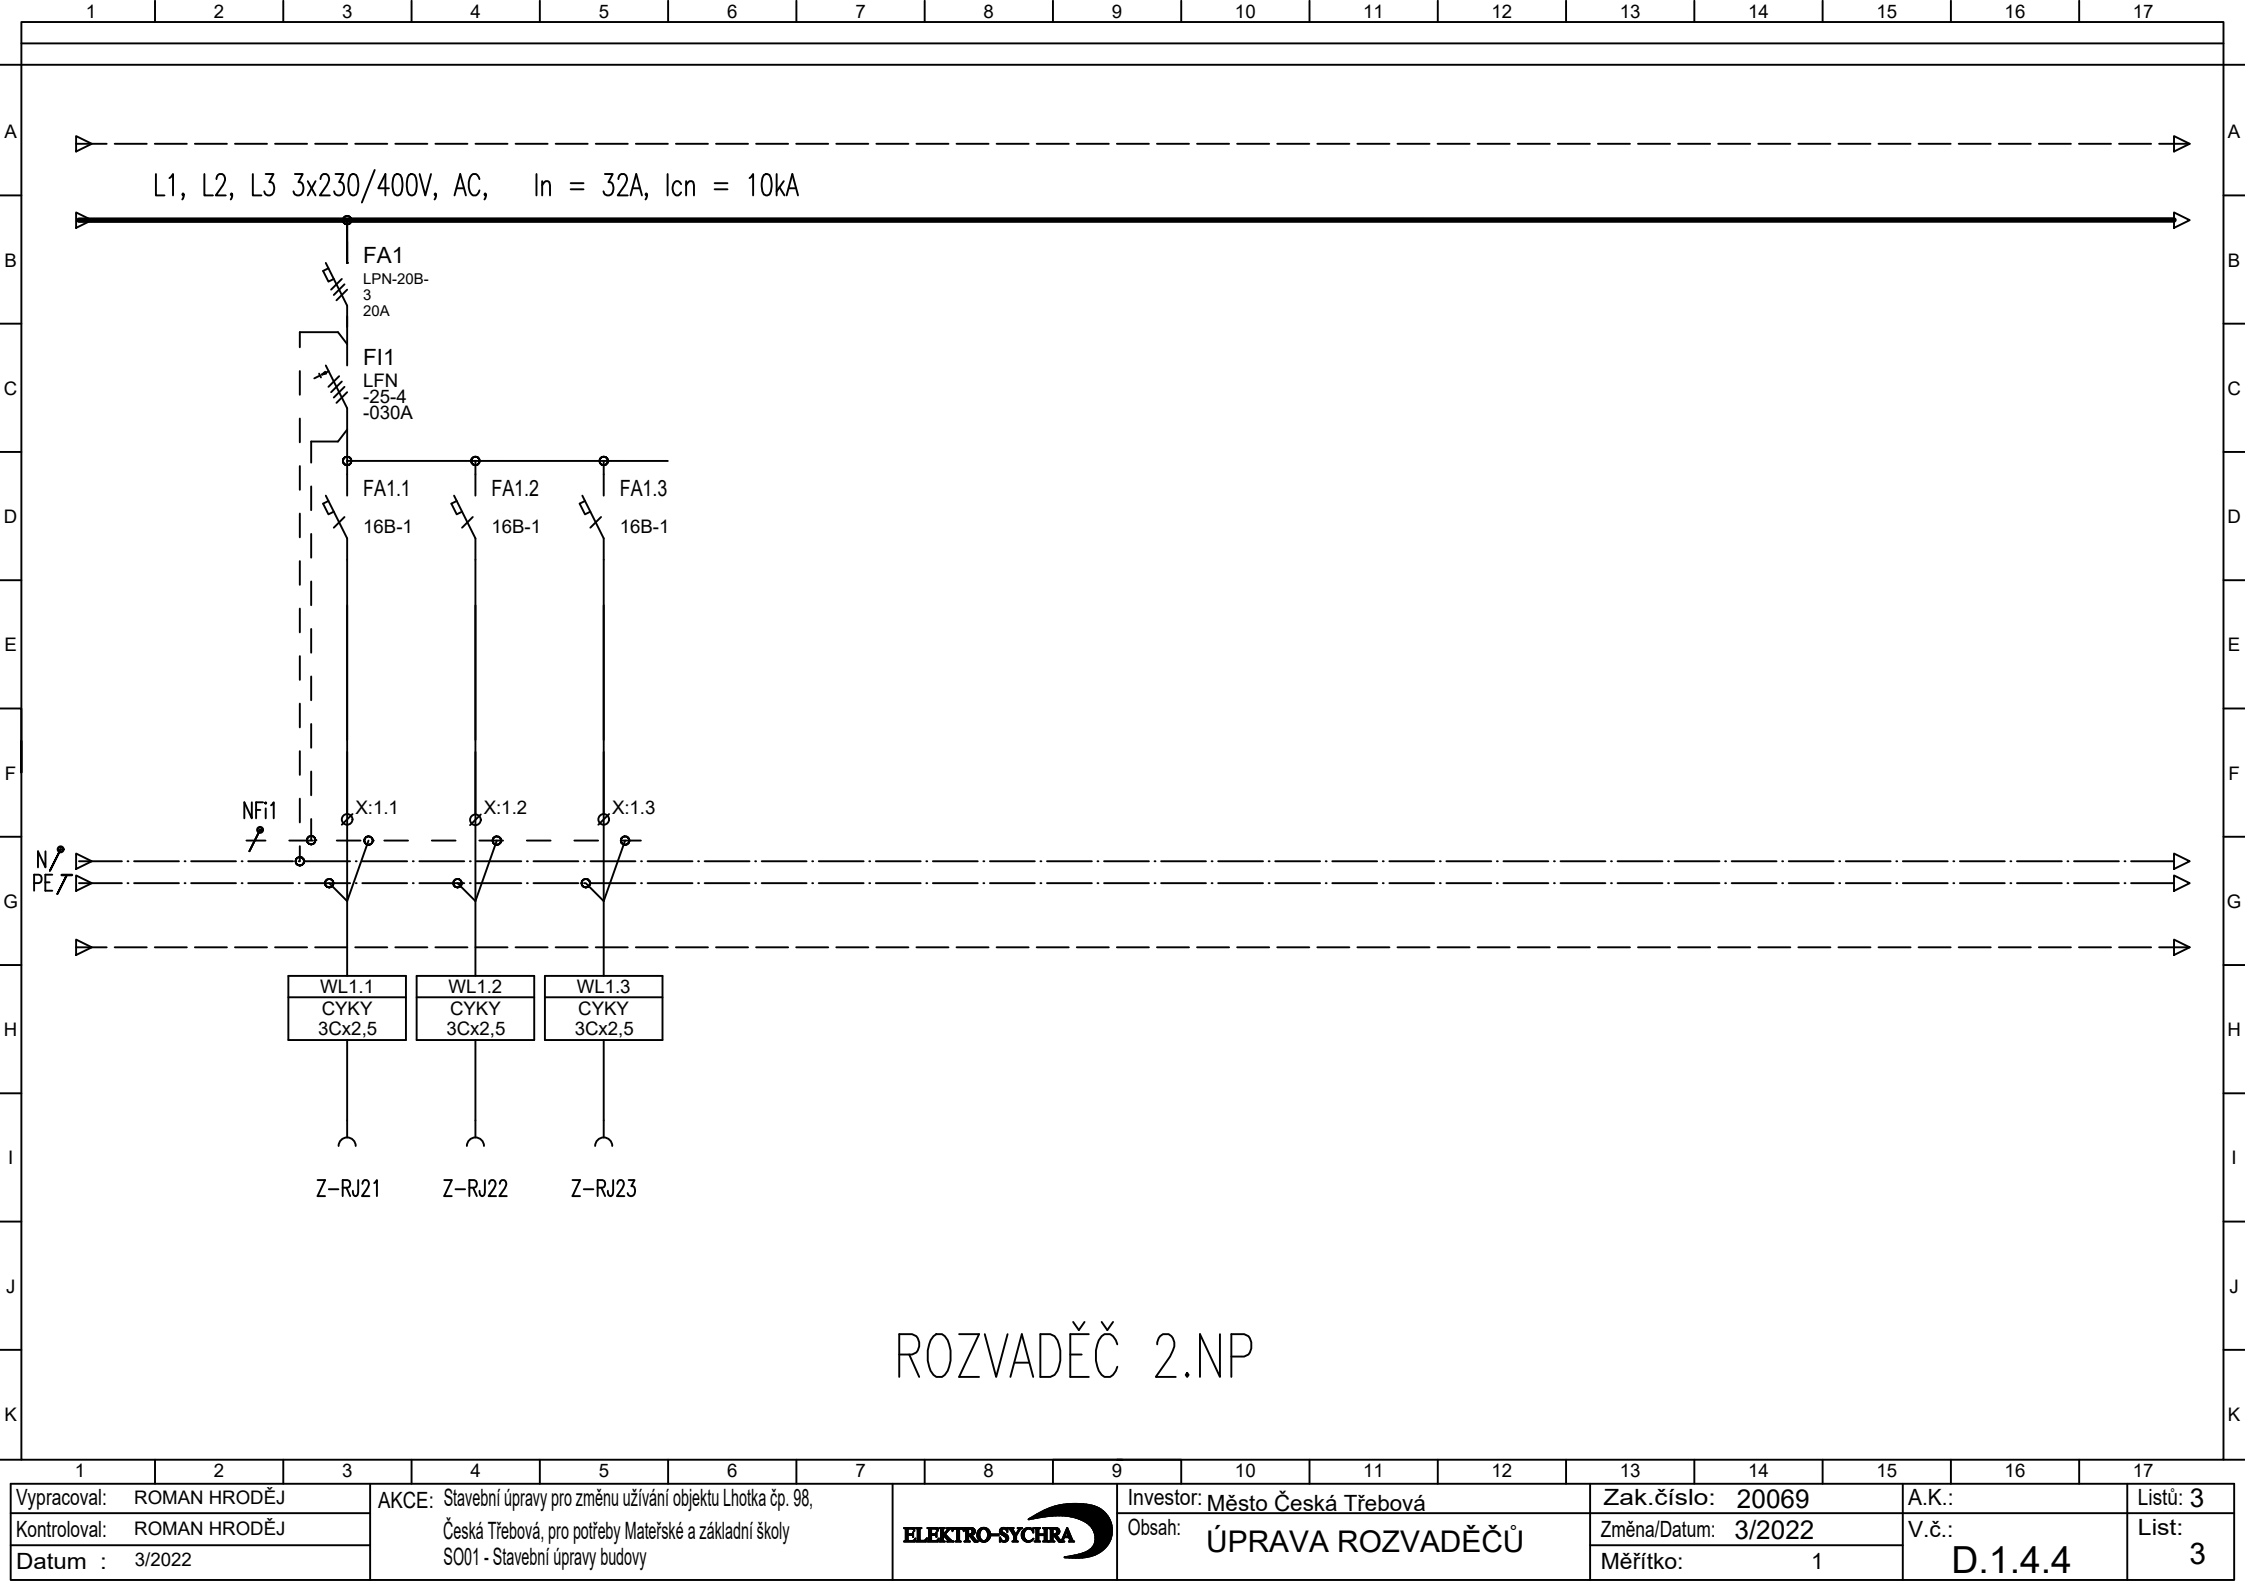 1 2 3 4 5 6 7 8 9 10 11 12 13 14 15 16 17
A A
L1, L2, L3 3x230/400V, AC, In = 32A, Icn = 10kA
B B
FA1
LPN-20B-
3
20A
C C
FI1
LFN
-25-4
-030A
D D
FA1.1 FA1.2 FA1.3
16B-1 16B-1 16B-1
E E
F F
NFi1 X:1.1 X:1.2 X:1.3
N
PE
G G
WL1.1 WL1.2 WL1.3
CYKY CYKY CYKY
3Cx2,5 3Cx2,5 3Cx2,5
H H
I I
Z-RJ21 Z-RJ22 Z-RJ23
J J
ROZVADĚČ 2.NP
K K
1 2 3 4 5 6 7 8 9 10 11 12 13 14 15 16 17
Vypracoval: ROMAN HRODĚJ
Kontroloval: ROMAN HRODĚJ
Datum : 3/2022
AKCE: Stavební úpravy pro změnu užívání objektu Lhotka čp. 98,
Česká Třebová, pro potřeby Mateřské a základní školy
SO01 - Stavební úpravy budovy
ELEKTRO-SYCHRA
Investor: Město Česká Třebová
Obsah: ÚPRAVA ROZVADĚČŮ
Zak.číslo: 20069
Změna/Datum: 3/2022
Měřítko: 1
A.K.:
V.č.: D.1.4.4
Listů: 3
List: 3